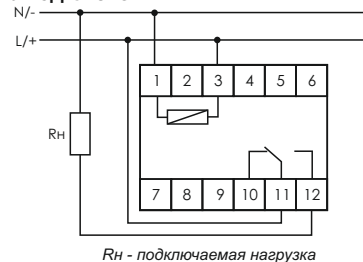 N/-
L/+
1 2 3 4 5 6
Rн
7 8 9 10 11 12
Rн - подключаемая нагрузка